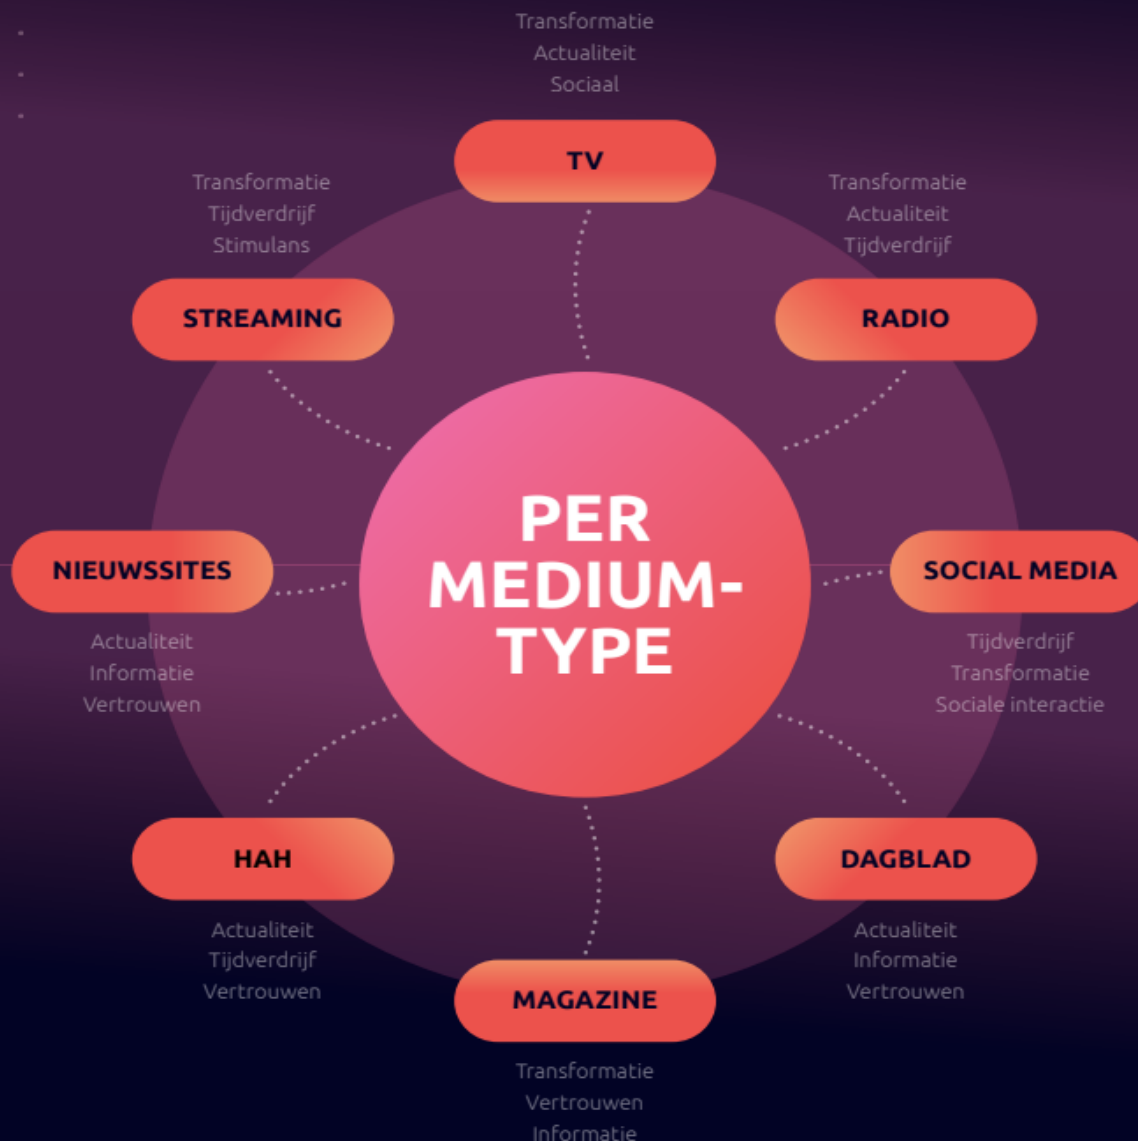 Transformatie
Actualiteit
Sociaal
TV
Transformatie
Tijdverdrijf
Stimulans
STREAMING
Transformatie
Actualiteit
Tijdverdrijf
RADIO
PER
MEDIUM-
TYPE
NIEUWSSITES
Actualiteit
Informatie
Vertrouwen
SOCIAL MEDIA
Tijdverdrijf
Transformatie
Sociale interactie
HAH
Actualiteit
Tijdverdrijf
Vertrouwen
DAGBLAD
Actualiteit
Informatie
Vertrouwen
MAGAZINE
Transformatie
Vertrouwen
Informatie